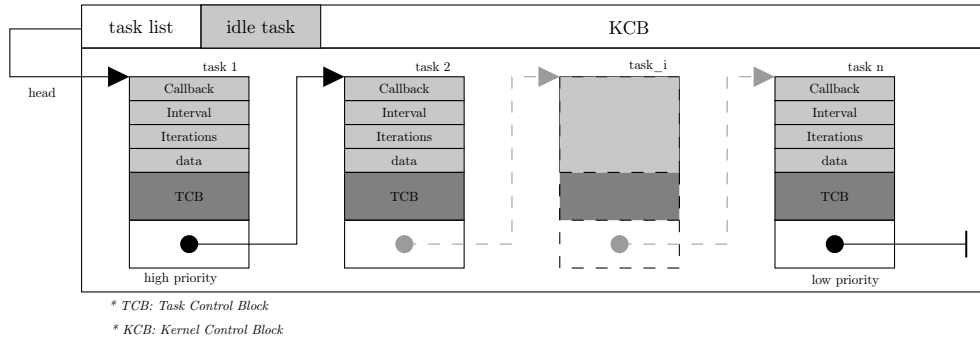 task list
idle task
KCB
head
task 1
Callback
Interval
Iterations
data
TCB
high priority
task 2
Callback
Interval
Iterations
data
TCB
task_i
task n
Callback
Interval
Iterations
data
TCB
low priority
* TCB: Task Control Block
* KCB: Kernel Control Block